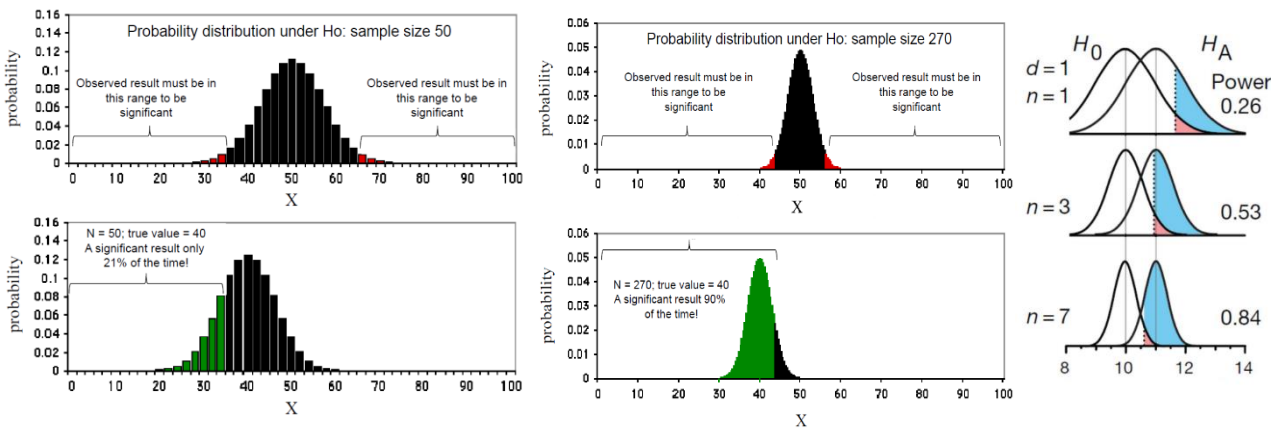 Probability distribution under Ho: sample size 50
Observed result must be in
this range to be
significant
Observed result must be in
this range to be
significant
probability
0.16
0.14
0.12
0.1
0.08
0.06
0.04
0.02
0
0 10 20 30 40 50 60 70 80 90 100
X
Probability distribution under Ho: sample size 270
Observed result must be in
this range to be
significant
Observed result must be in
this range to be
significant
probability
0.06
0.05
0.04
0.03
0.02
0.01
0
0 10 20 30 40 50 60 70 80 90 100
X
N = 50; true value = 40
A significant result only
21% of the time!
probability
0.16
0.14
0.12
0.1
0.08
0.06
0.04
0.02
0
0 10 20 30 40 50 60 70 80 90 100
X
N = 270; true value = 40
A significant result 90%
of the time!
probability
0.06
0.05
0.04
0.03
0.02
0.01
0
0 10 20 30 40 50 60 70 80 90 100
X
H0 HA
d = 1
Power
n = 1
0.26
n = 3
0.53
n = 7
0.84
8 10 12 14